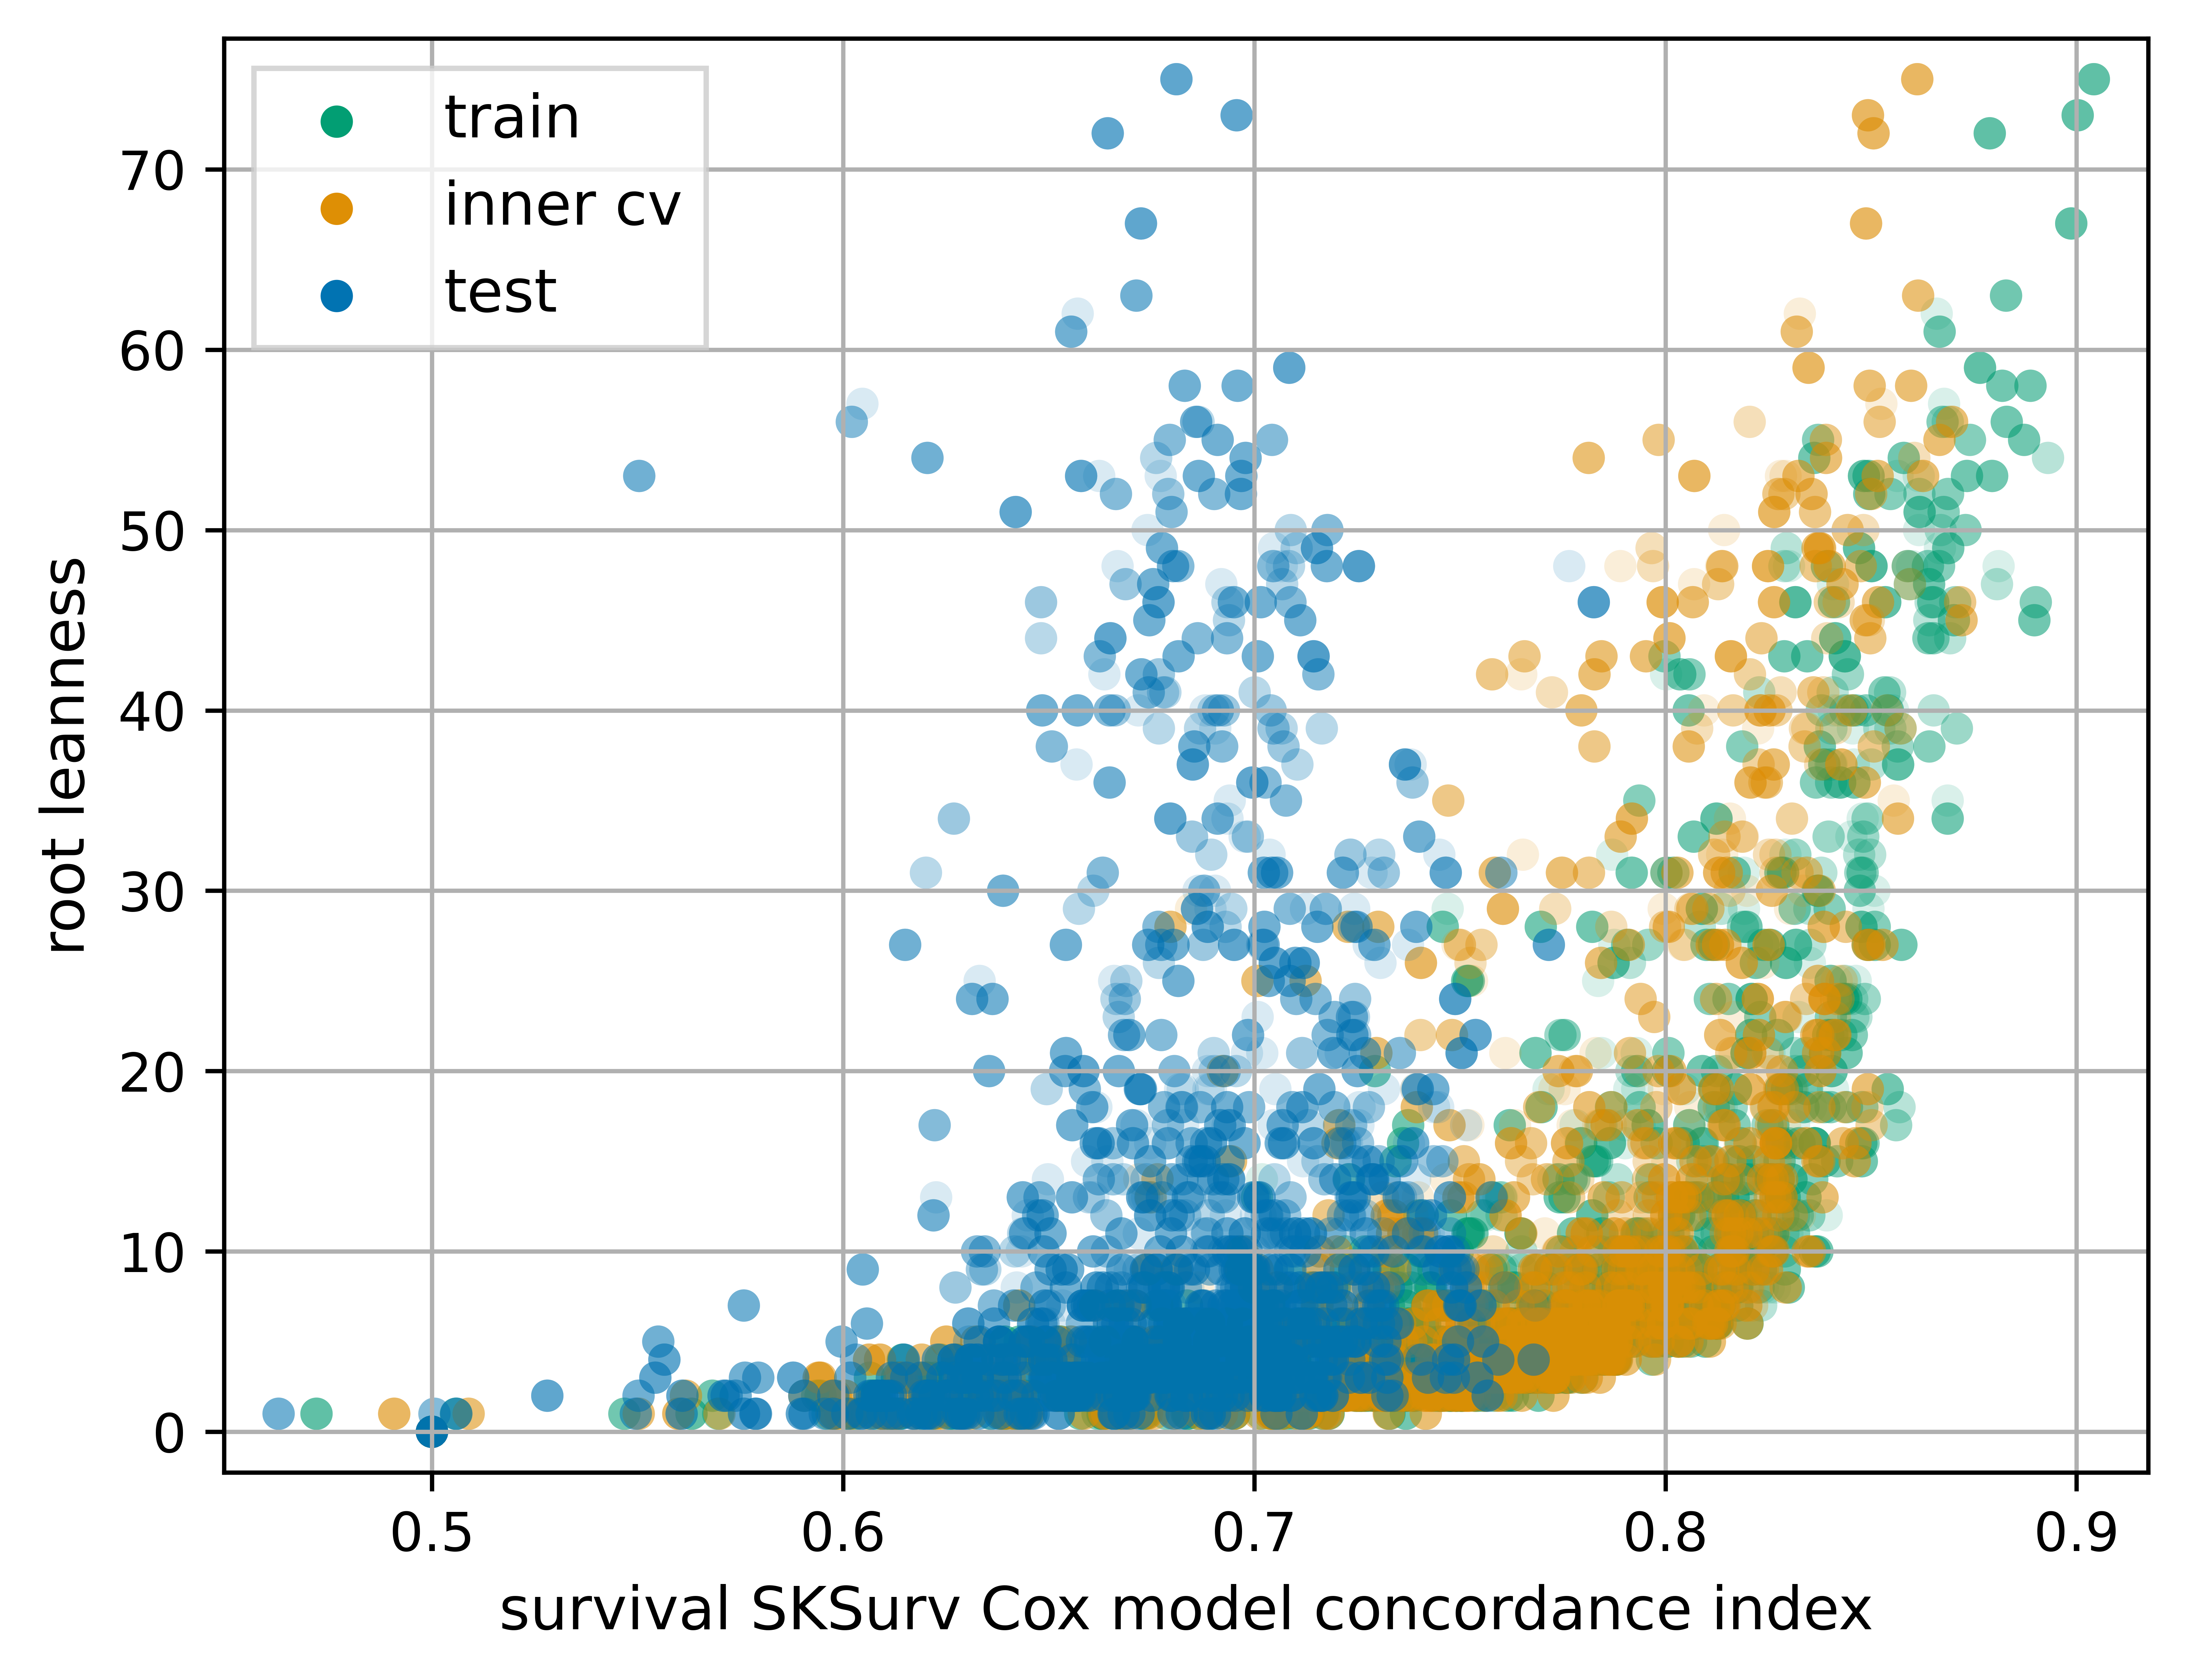 train
inner cv
test
70
60
50
40
30
20
10
0
root leanness
0.5 0.6 0.7 0.8 0.9
survival SKSurv Cox model concordance index